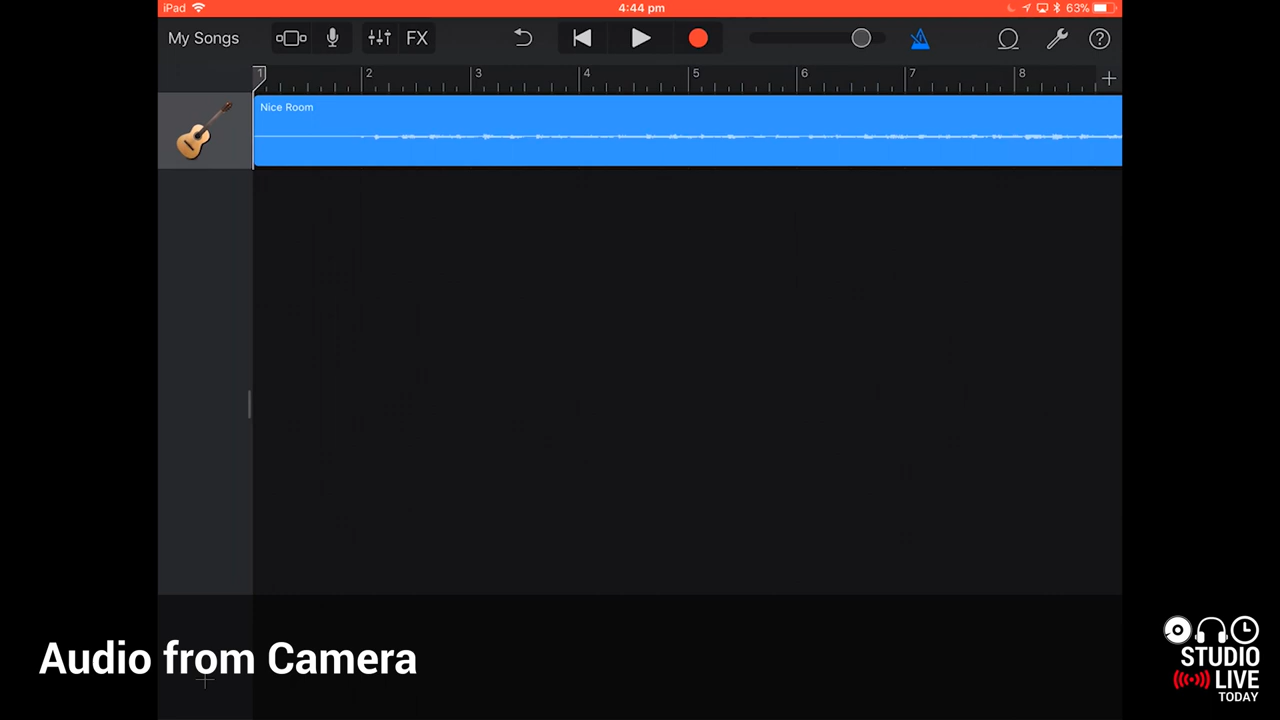 iPad 4:44 pm 63%
My Songs FX
1 2 3 4 5 6 7 8
Nice Room
Audio from Camera
STUDIO
LIVE
TODAY